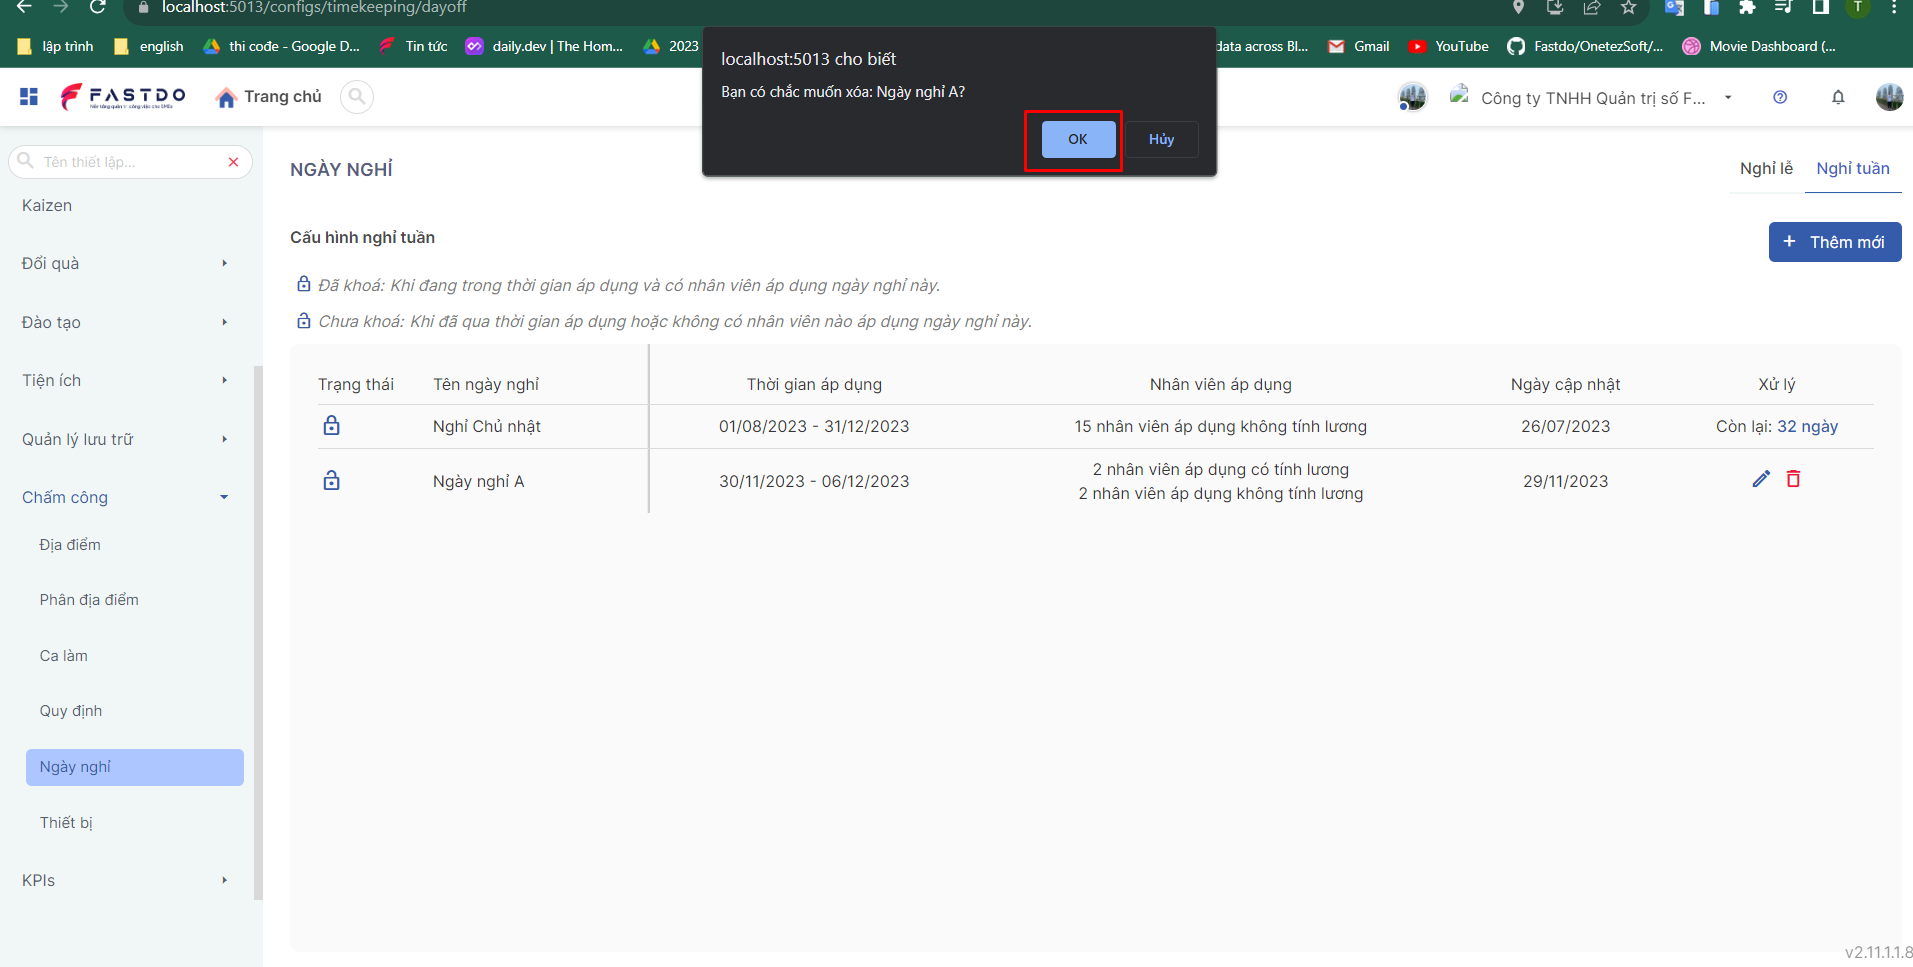 localhost:5013/configs/timekeeping/dayoff
T
lập trình
english
thi code - Google D...
Tin tức
daily.dev | The Hom...
2023
data across Bl...
Gmail
YouTube
Fastdo/OnetezSoft/...
Movie Dashboard (...
localhost:5013 cho biết
Bạn có chắc muốn xóa: Ngày nghỉ A?
OK
Hủy
FASTDO
Trang chủ
Công ty TNHH Quản trị số F...
Tên thiết lập...
Kaizen
Đổi quà
Đào tạo
Tiện ích
Quản lý lưu trữ
Chấm công
Địa điểm
Phân địa điểm
Ca làm
Quy định
Ngày nghỉ
Thiết bị
KPIs
NGÀY NGHỈ
Nghỉ lễ
Nghỉ tuần
Cấu hình nghỉ tuần
+ Thêm mới
Đã khoá: Khi đang trong thời gian áp dụng và có nhân viên áp dụng ngày nghỉ này.
Chưa khoá: Khi đã qua thời gian áp dụng hoặc không có nhân viên nào áp dụng ngày nghỉ này.
Trạng thái Tên ngày nghỉ Thời gian áp dụng Nhân viên áp dụng Ngày cập nhật Xử lý
Nghỉ Chủ nhật 01/08/2023 - 31/12/2023 15 nhân viên áp dụng không tính lương 26/07/2023 Còn lại: 32 ngày
Ngày nghỉ A 30/11/2023 - 06/12/2023 2 nhân viên áp dụng có tính lương
2 nhân viên áp dụng không tính lương 29/11/2023
v2.11.1.1.8